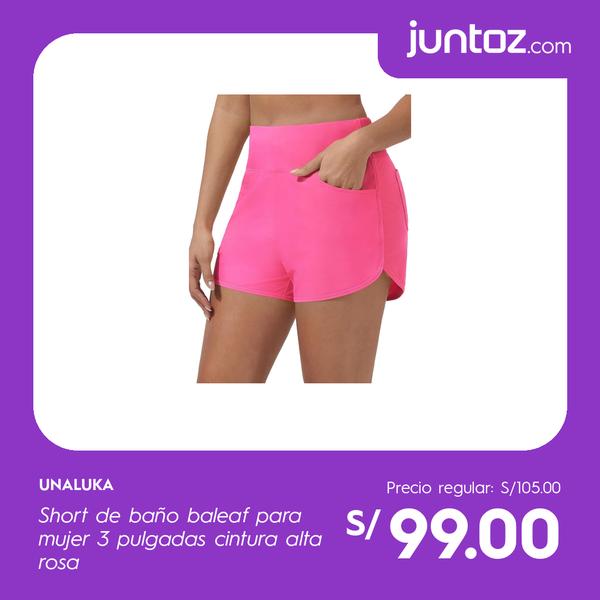 juntoz.com
UNALUKA
Short de baño baleaf para
mujer 3 pulgadas cintura alta
rosa
Precio regular: S/105.00
S/99.00